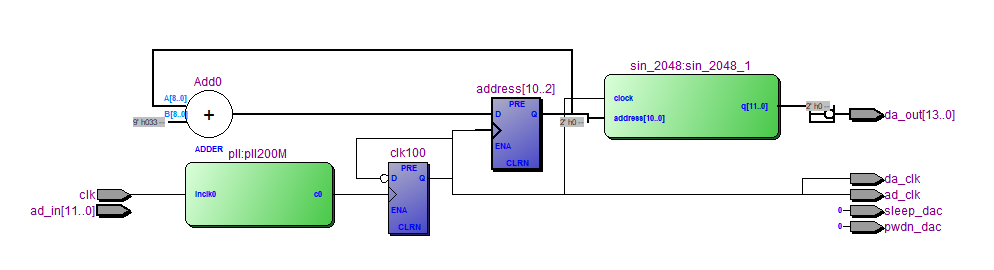 sin_2048:sin_2048_1
Add0
address[10..2]
clock
q[11..0]
2' h0 --
da_out[13..0]
address[10..0]
2' h0 --
A[8..0]
B[8..0]
9' h033 --
+
PRE
D
Q
ENA
CLRN
ADDER
pll:pll200M
clk100
clk
inclk0
c0
PRE
D
Q
ENA
CLRN
ad_in[11..0]
da_clk
ad_clk
0
sleep_dac
0
pwdn_dac